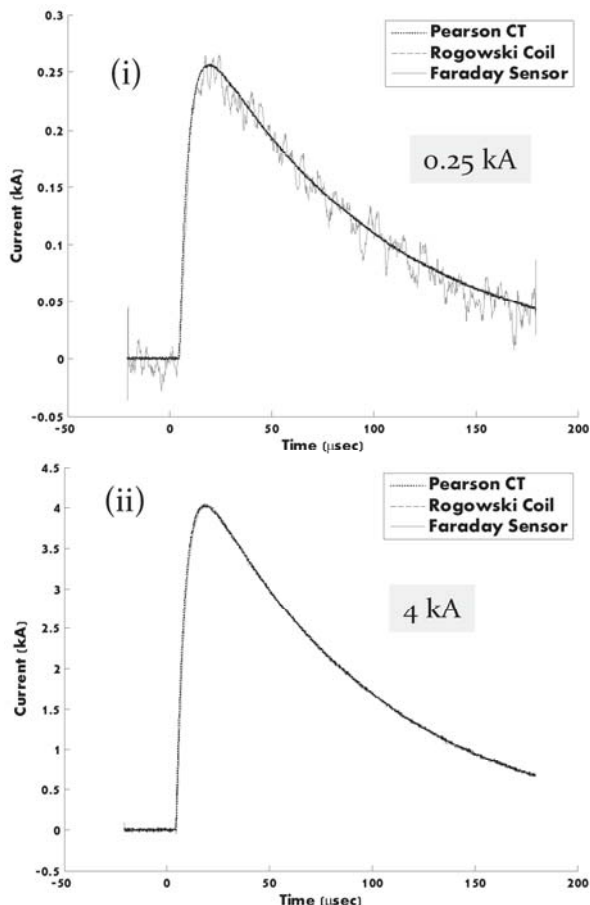 (i)
Pearson CT
Rogowski Coil
Faraday Sensor
0.25 kA
0.3
0.25
0.2
0.15
0.1
0.05
0
-0.05
Current (kA)
-50
0
50
100
150
200
Time (μsec)
(ii)
Pearson CT
Rogowski Coil
Faraday Sensor
4 kA
4.5
4
3.5
3
2.5
2
1.5
1
0.5
0
-0.5
Current (kA)
-50
0
50
100
150
200
Time (μsec)